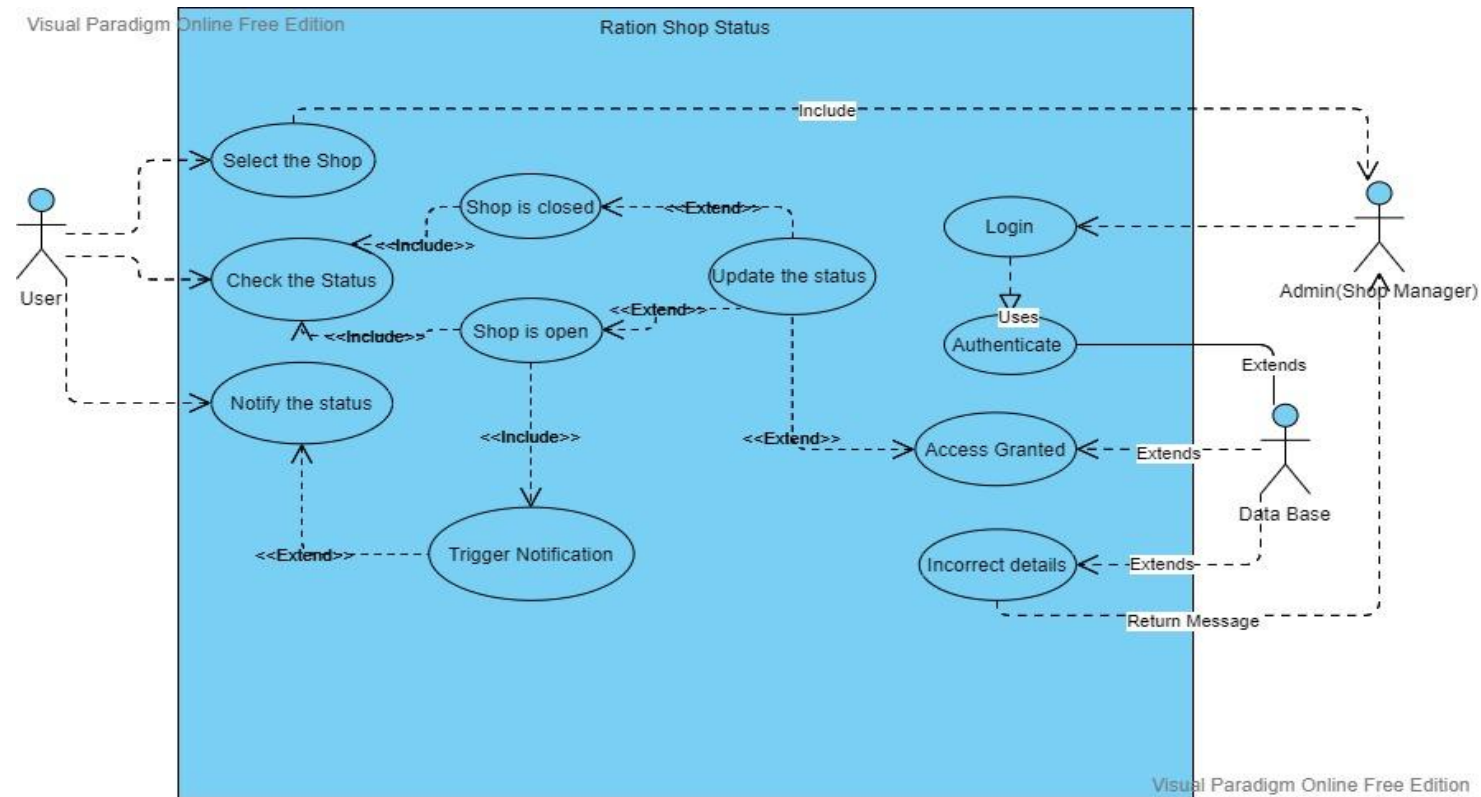 Visual Paradigm Online Free Edition
Ration Shop Status
Include
Select the Shop
Shop is closed
<<Extend>>
Login
<<Include>>
Check the Status
Update the status
User
Admin(Shop Manager)
<<Extend>>
Uses
Shop is open
<<Include>>
Authenticate
Extends
Notify the status
<<Include>>
<<Extend>>
Access Granted
Extends
Data Base
<<Extend>>
Trigger Notification
Incorrect details
Extends
Return Message
Visual Paradigm Online Free Edition